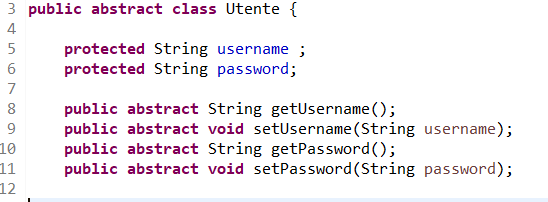 3 public abstract class Utente {
4
5     protected String username ;
6     protected String password;
7
8     public abstract String getUsername();
9     public abstract void setUsername(String username);
10     public abstract String getPassword();
11     public abstract void setPassword(String password);
12